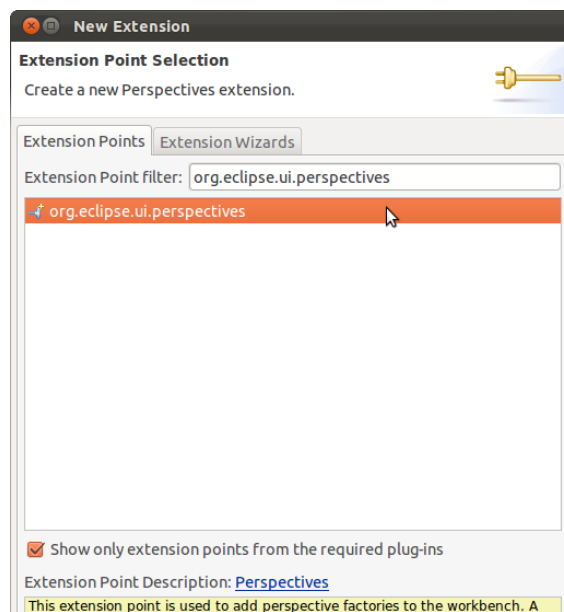 New Extension
Extension Point Selection
Create a new Perspectives extension.
Extension Points Extension Wizards
Extension Point filter: org.eclipse.ui.perspectives
org.eclipse.ui.perspectives
Show only extension points from the required plug-ins
Extension Point Description: Perspectives
This extension point is used to add perspective factories to the workbench. A